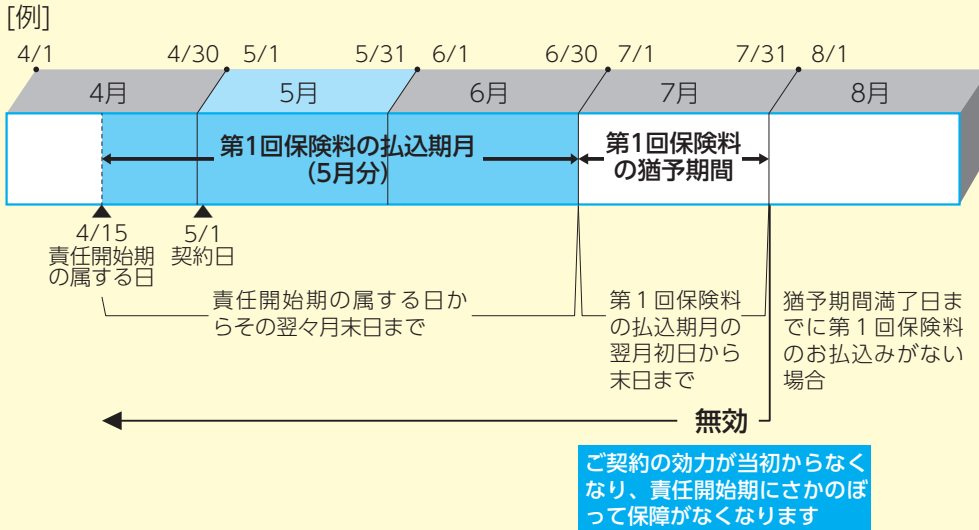 [例]
4/1 4/30 5/1 5/31 6/1 6/30 7/1 7/31 8/1
4月 5月 6月 7月 8月
第1回保険料の払込期月
(5月分)
第1回保険料
の猶予期間
4/15
責任開始期
の属する日
5/1
契約日
責任開始期の属する日か
らその翌々月末日まで
第1回保険料
の払込期月の
翌月初日から
末日まで
猶予期間満了日ま
でに第1回保険料
のお払込みがない
場合
無効
ご契約の効力が当初からなく
なり、責任開始期にさかのぼ
って保障がなくなります